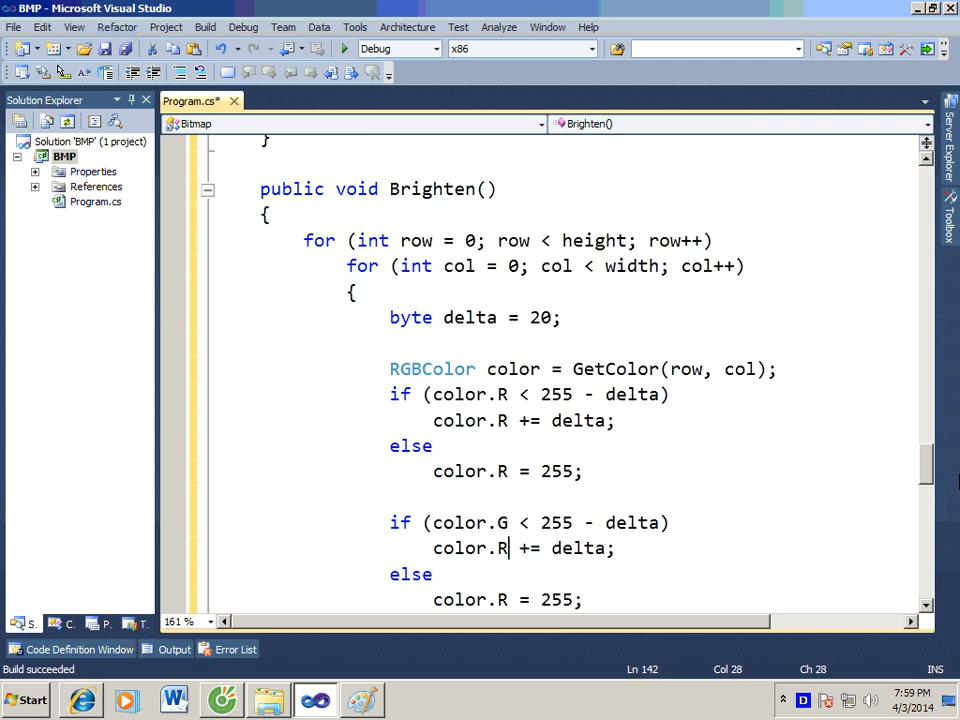 BMP - Microsoft Visual Studio
File Edit View Refactor Project Build Debug Team Data Tools Architecture Test Analyze Window Help
Debug x86
Solution Explorer
Program.cs*
Bitmap Brighten()
Solution 'BMP' (1 project)
BMP
Properties
References
Program.cs
Server Explorer
Toolbox
}
public void Brighten()
{
for (int row = 0; row < height; row++)
for (int col = 0; col < width; col++)
{
byte delta = 20;
RGBColor color = GetColor(row, col);
if (color.R < 255 - delta)
color.R += delta;
else
color.R = 255;
if (color.G < 255 - delta)
color.R += delta;
else
color.R = 255;
S. C. P. T.
161 %
Code Definition Window Output Error List
Build succeeded Ln 142 Col 28 Ch 28 INS
Start
7:59 PM
4/3/2014